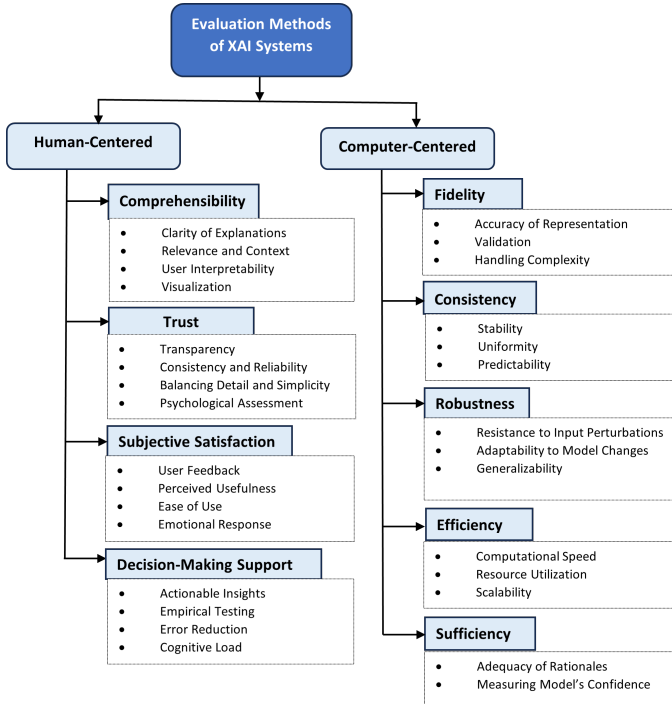 Evaluation Methods
of XAI Systems
Human-Centered
Comprehensibility
• Clarity of Explanations
• Relevance and Context
• User Interpretability
• Visualization
Trust
• Transparency
• Consistency and Reliability
• Balancing Detail and Simplicity
• Psychological Assessment
Subjective Satisfaction
• User Feedback
• Perceived Usefulness
• Ease of Use
• Emotional Response
Decision-Making Support
• Actionable Insights
• Empirical Testing
• Error Reduction
• Cognitive Load
Computer-Centered
Fidelity
• Accuracy of Representation
• Validation
• Handling Complexity
Consistency
• Stability
• Uniformity
• Predictability
Robustness
• Resistance to Input Perturbations
• Adaptability to Model Changes
• Generalizability
Efficiency
• Computational Speed
• Resource Utilization
• Scalability
Sufficiency
• Adequacy of Rationales
• Measuring Model’s Confidence